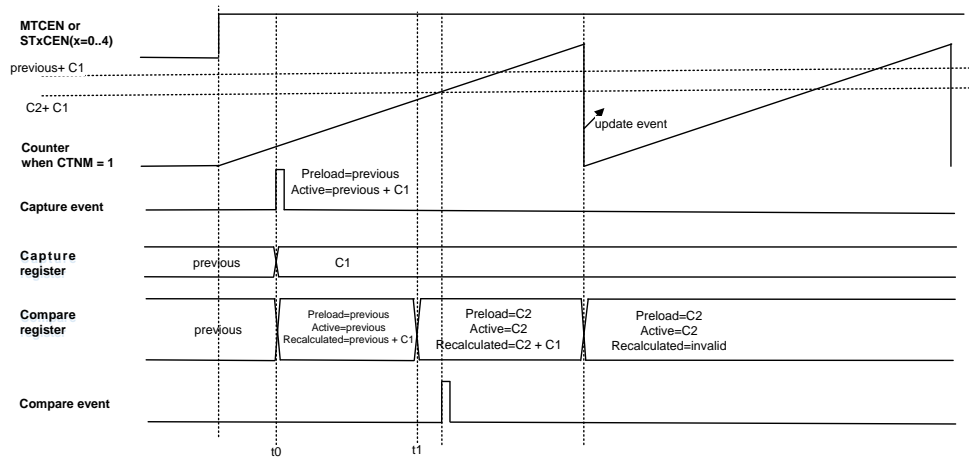 MTCEN or
STxCEN(x=0..4)
previous+ C1
C2+ C1
update event
Counter
when CTNM = 1
Preload=previous
Active=previous + C1
Capture event
Capture
register
previous
C1
Compare
register
previous
Preload=previous
Active=previous
Recalculated=previous + C1
Preload=C2
Active=C2
Recalculated=C2 + C1
Preload=C2
Active=C2
Recalculated=invalid
Compare event
t0
t1